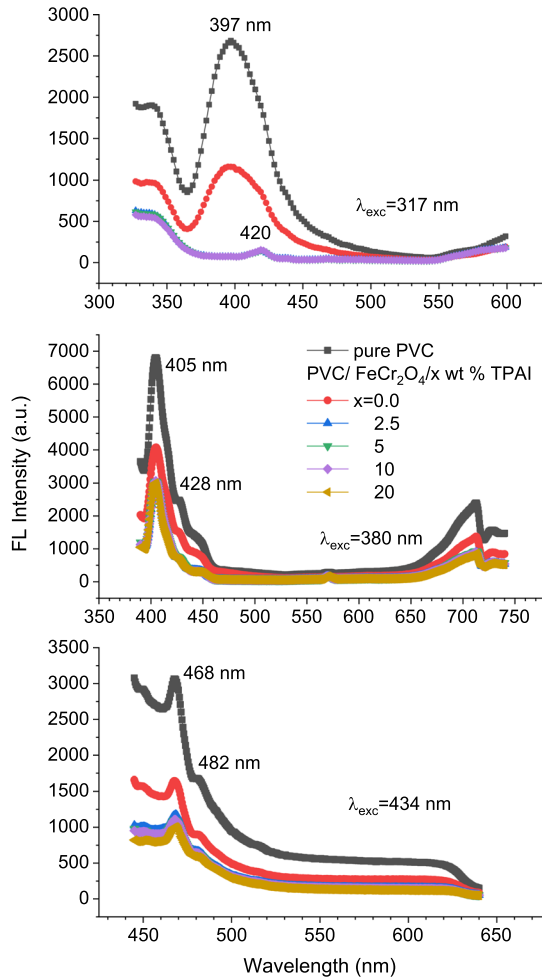 397 nm
3000
2500
2000
1500
1000
500
0
λexc=317 nm
420
300 350 400 450 500 550 600
FL Intensity (a.u.)
7000
6000
5000
4000
3000
2000
1000
0
405 nm
428 nm
pure PVC
PVC/ FeCr₂O₄/x wt % TPAI
x=0.0
2.5
5
10
20
λexc=380 nm
350 400 450 500 550 600 650 700 750
3500
3000
2500
2000
1500
1000
500
0
468 nm
482 nm
λexc=434 nm
450 500 550 600 650
Wavelength (nm)